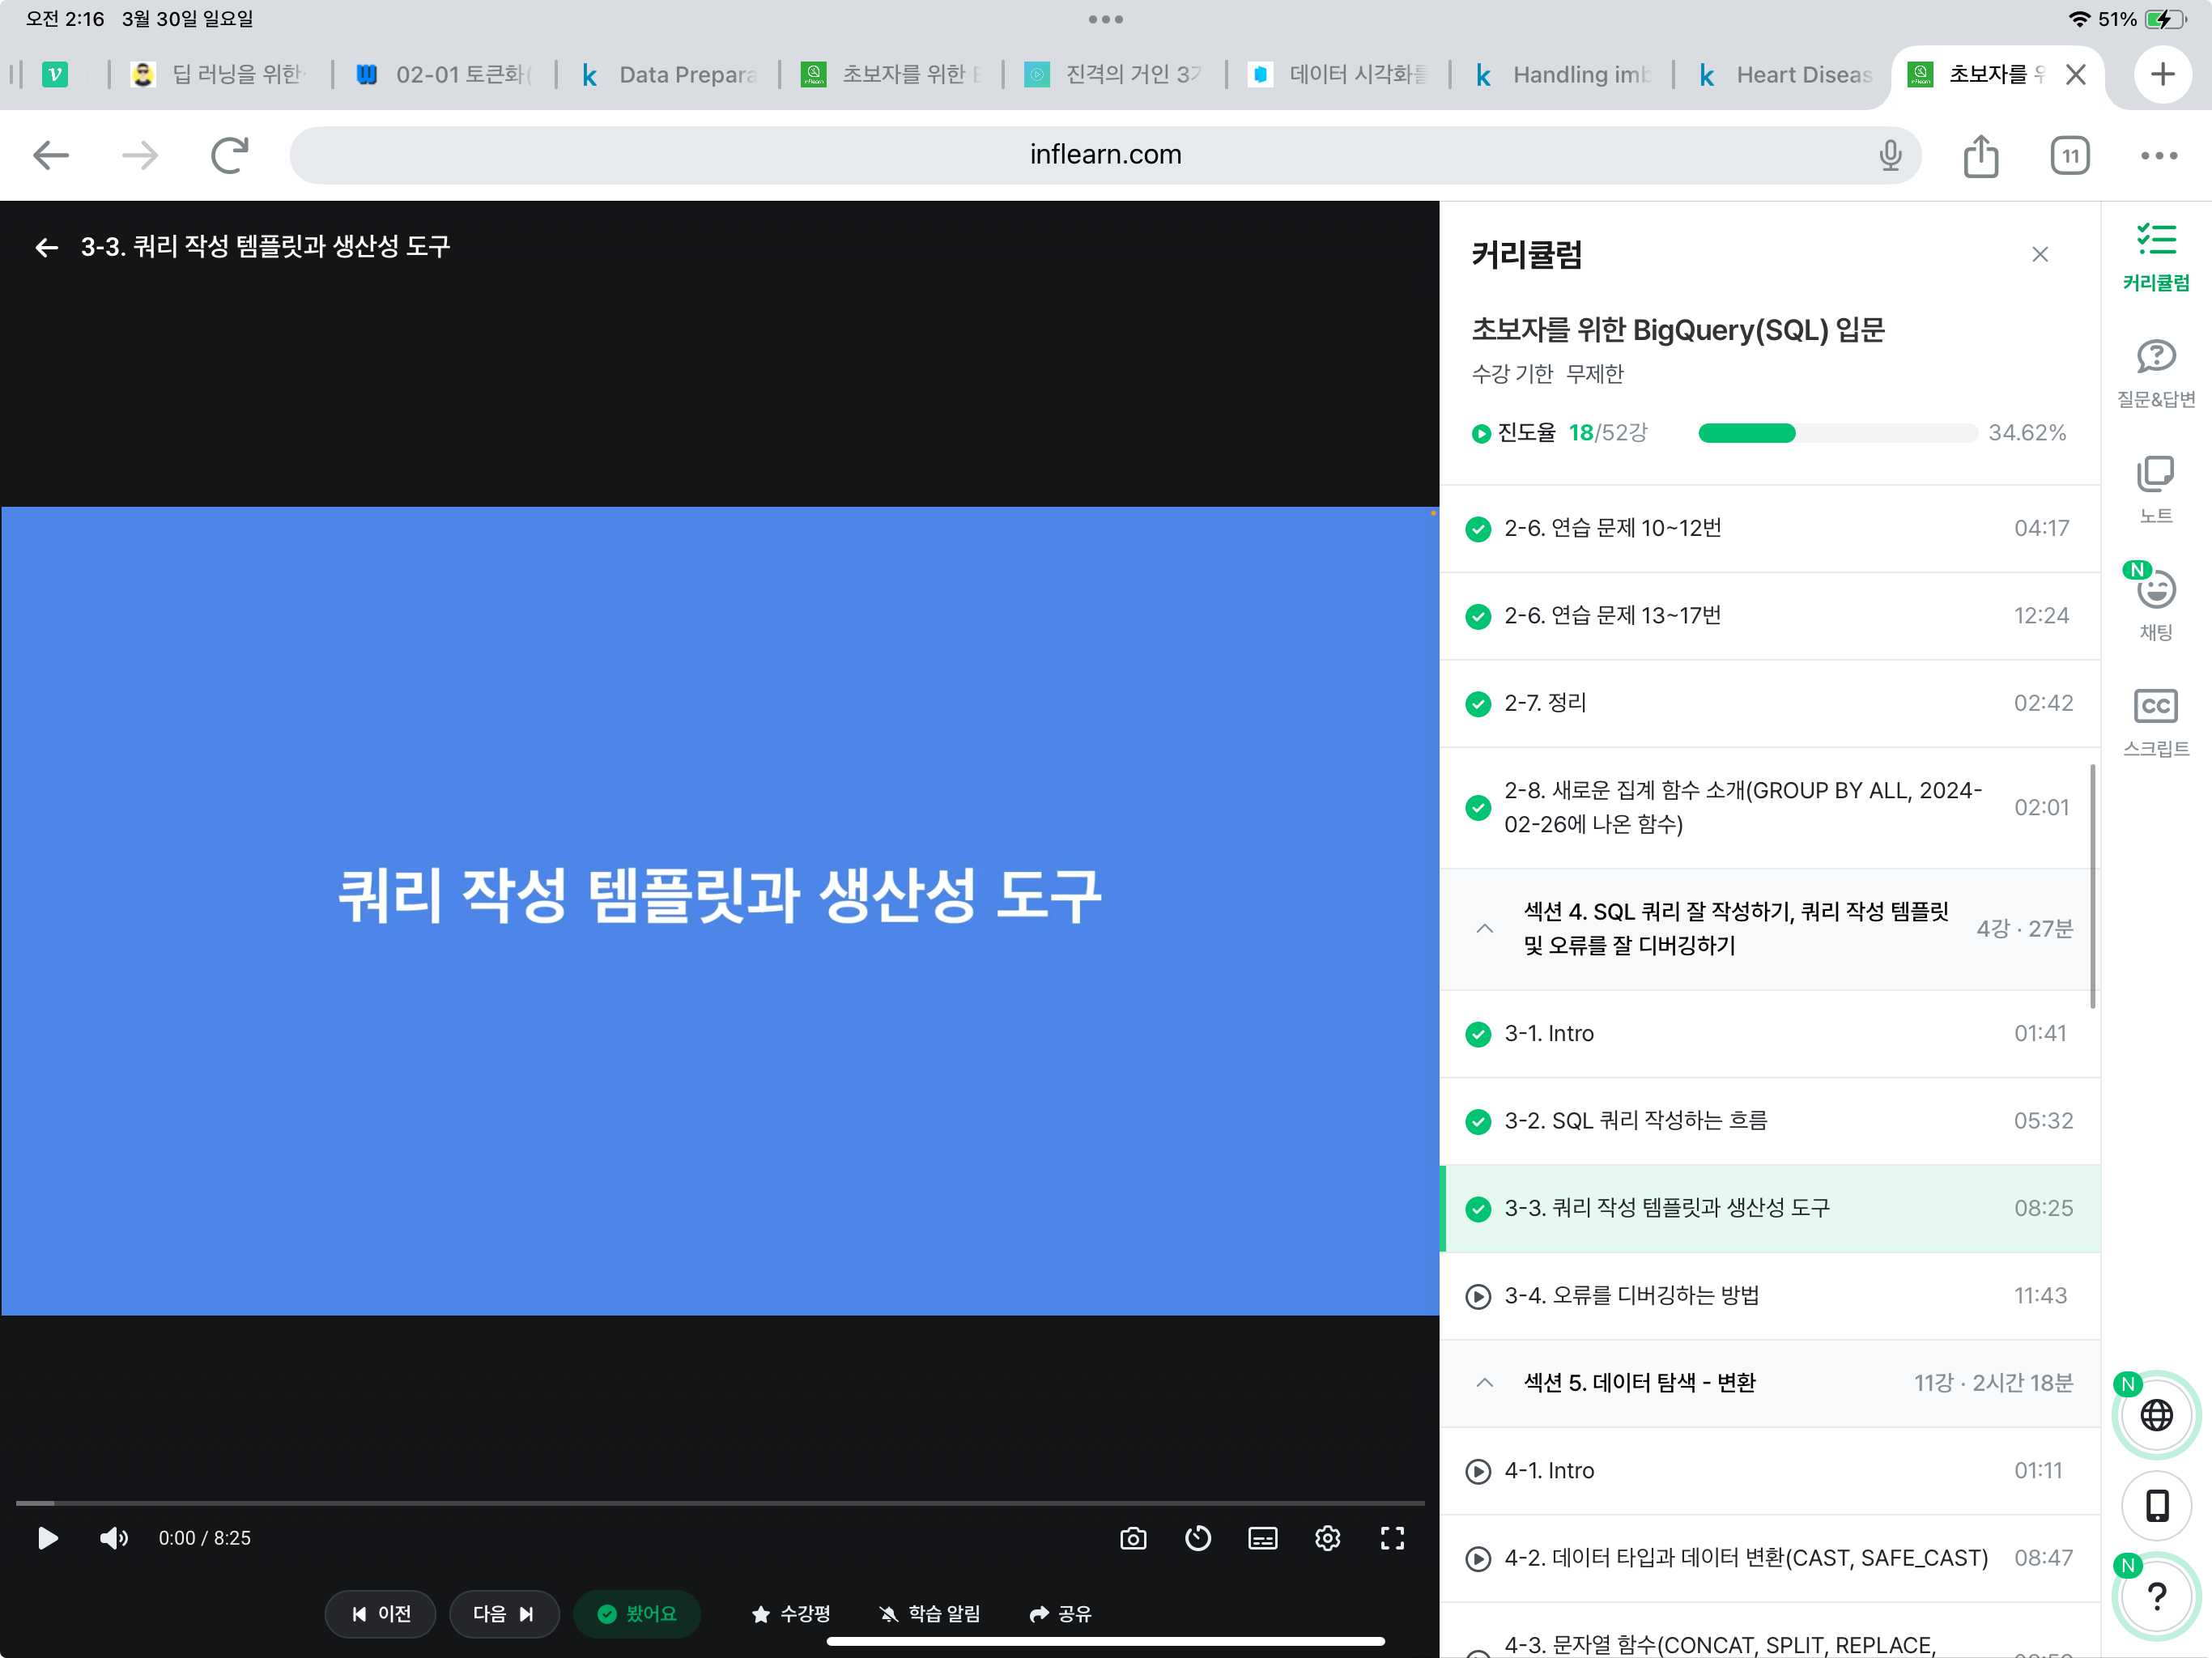 오전 2:16 3월 30일 일요일
51%
딥 러닝을 위한
02-01 토큰화(
Data Prepara
초보자를 위한
진격의 거인 3기
데이터 시각화를
Handling imb
Heart Diseas
초보자를
inflearn.com
11
3-3. 쿼리 작성 템플릿과 생산성 도구
커리큘럼
초보자를 위한 BigQuery(SQL) 입문
수강 기한 무제한
진도율 18/52강 34.62%
2-6. 연습 문제 10~12번 04:17
2-6. 연습 문제 13~17번 12:24
2-7. 정리 02:42
2-8. 새로운 집계 함수 소개(GROUP BY ALL, 2024-
02-26에 나온 함수) 02:01
섹션 4. SQL 쿼리 잘 작성하기, 쿼리 작성 템플릿
및 오류를 잘 디버깅하기 4강 · 27분
3-1. Intro 01:41
3-2. SQL 쿼리 작성하는 흐름 05:32
3-3. 쿼리 작성 템플릿과 생산성 도구 08:25
3-4. 오류를 디버깅하는 방법 11:43
섹션 5. 데이터 탐색 - 변환 11강 · 2시간 18분
4-1. Intro 01:11
4-2. 데이터 타입과 데이터 변환(CAST, SAFE_CAST) 08:47
4-3. 문자열 함수(CONCAT, SPLIT, REPLACE,
커리큘럼
질문&답변
노트
N
채팅
CC
스크립트
N
N
쿼리 작성 템플릿과 생산성 도구
0:00 / 8:25
이전
다음
봤어요
수강평
학습 알림
공유